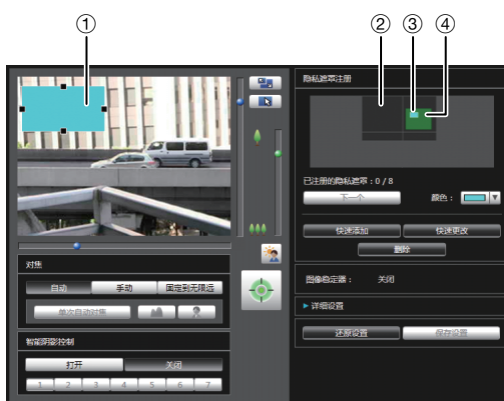 ① ② ③ ④
隐私遮罩注册
已注册的隐私遮罩：0 / 8
下一个 颜色：
快速添加 快速更改
删除
图像稳定器： 关闭
详细设置
还原设置 保存设置
对焦
自动 手动 固定到无限远
单次自动对焦
智能阴影控制
打开 关闭
1 2 3 4 5 6 7